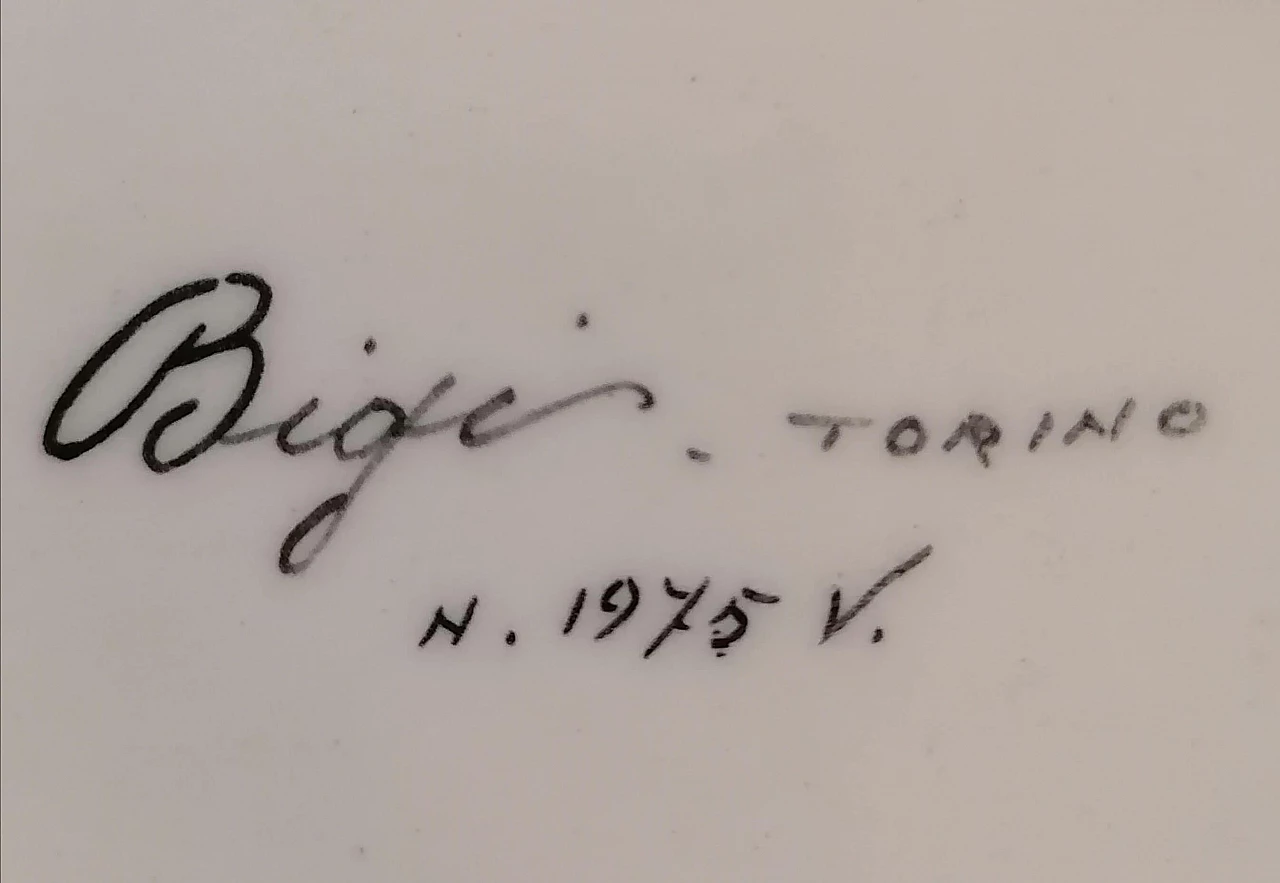 Bigi. TORINO
N. 1975 V.